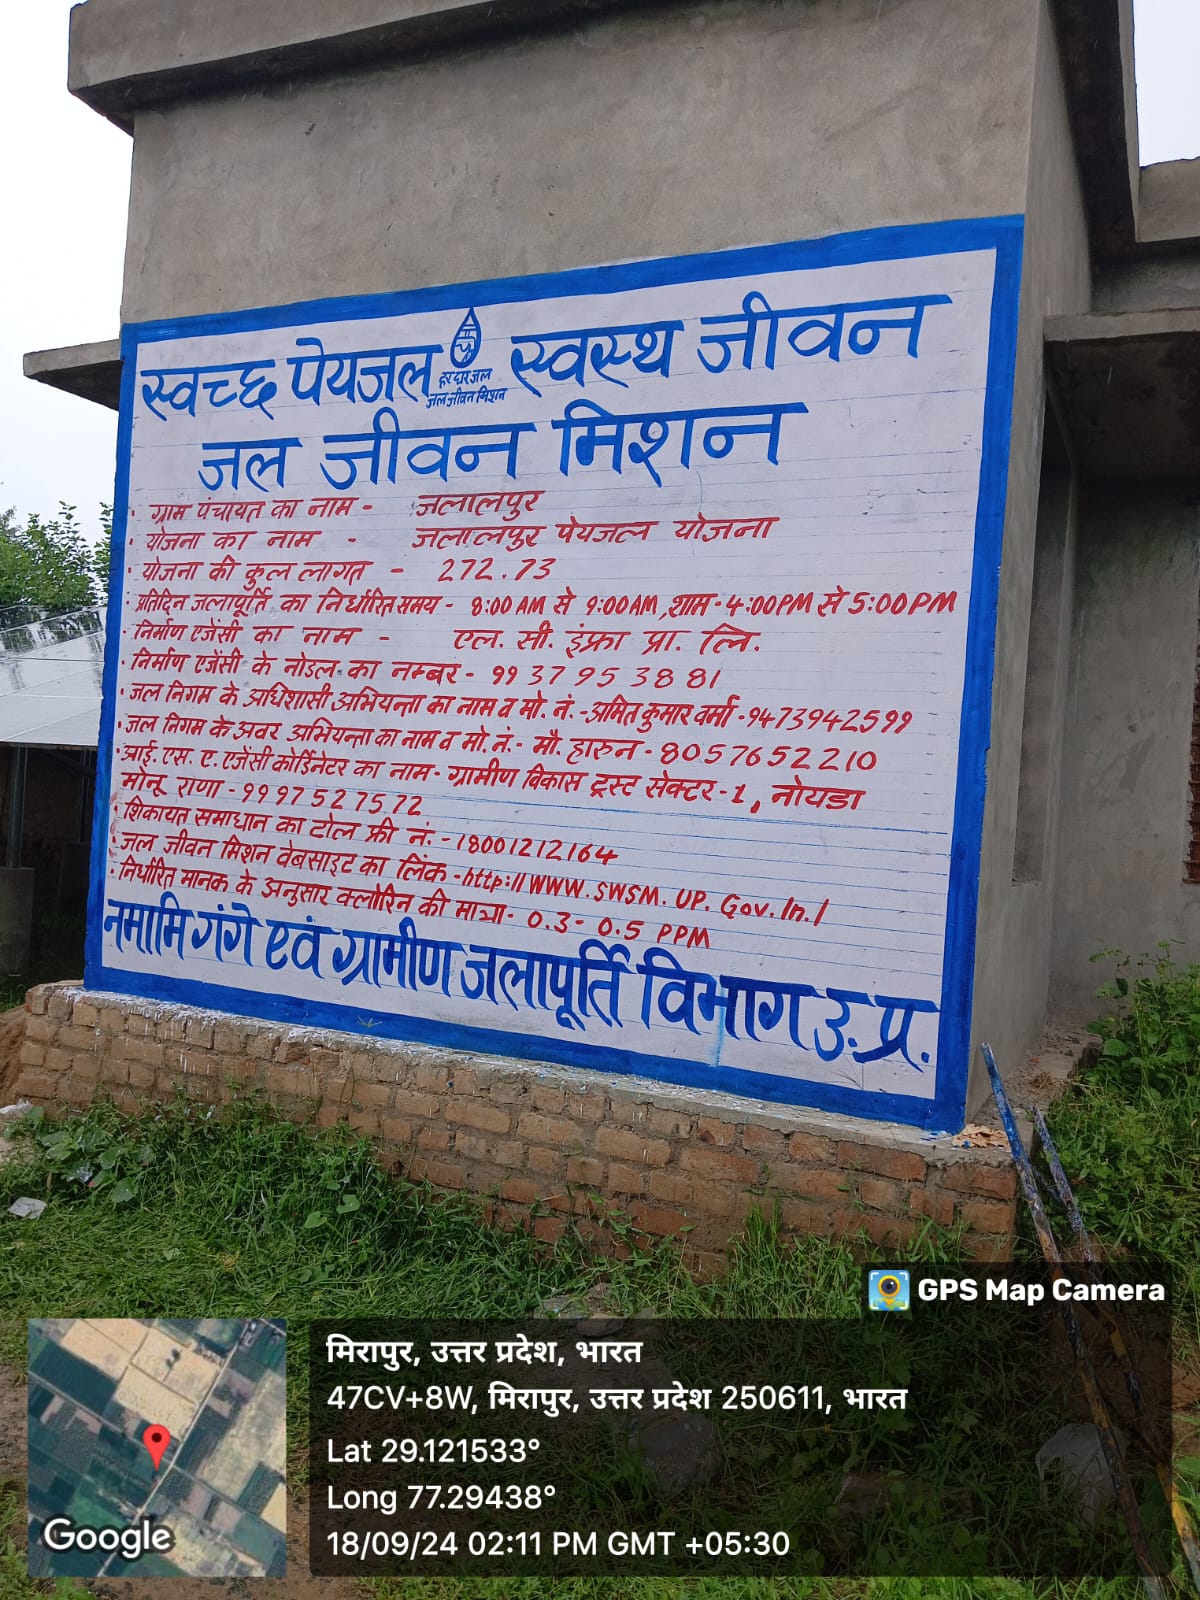 स्वच्छ पेयजल स्वस्थ जीवन
हर घर जल
जल जीवन मिशन
जल जीवन मिशन
· ग्राम पंचायत का नाम - जलालपुर
· योजना का नाम - जलालपुर पेयजल योजना
· योजना की कुल लागत - 272.73
· प्रतिदिन जलापूर्ति का निर्धारित समय - 8:00 AM से 9:00 AM, शाम - 4:00 PM से 5:00 PM
· निर्माण एजेंसी का नाम - एल. सी. इंफ्रा प्रा. लि.
· निर्माण एजेंसी के नोडल का नम्बर - 9937953881
· जल निगम के अधिशासी अभियन्ता का नाम व मो. नं. - अमित कुमार वर्मा - 9473942599
· जल निगम के अवर अभियन्ता का नाम व मो. नं. - मौ. हारुन - 8057652210
· आई. एस. ए. एजेंसी कोर्डिनेटर का नाम - ग्रामीण विकास ट्रस्ट सेक्टर - 1, नोयडा
मोनू राणा - 9997527572
· शिकायत समाधान का टोल फ्री नं. - 18001212164
· जल जीवन मिशन वेबसाइट का लिंक - http://WWW.SWSM.UP.Gov.In./
· निर्धारित मानक के अनुसार क्लोरिन की मात्रा - 0.3 - 0.5 PPM
नमामि गंगे एवं ग्रामीण जलापूर्ति विभाग उ.प्र.
GPS Map Camera
मिरापुर, उत्तर प्रदेश, भारत
47CV+8W, मिरापुर, उत्तर प्रदेश 250611, भारत
Lat 29.121533°
Long 77.29438°
18/09/24 02:11 PM GMT +05:30
Google